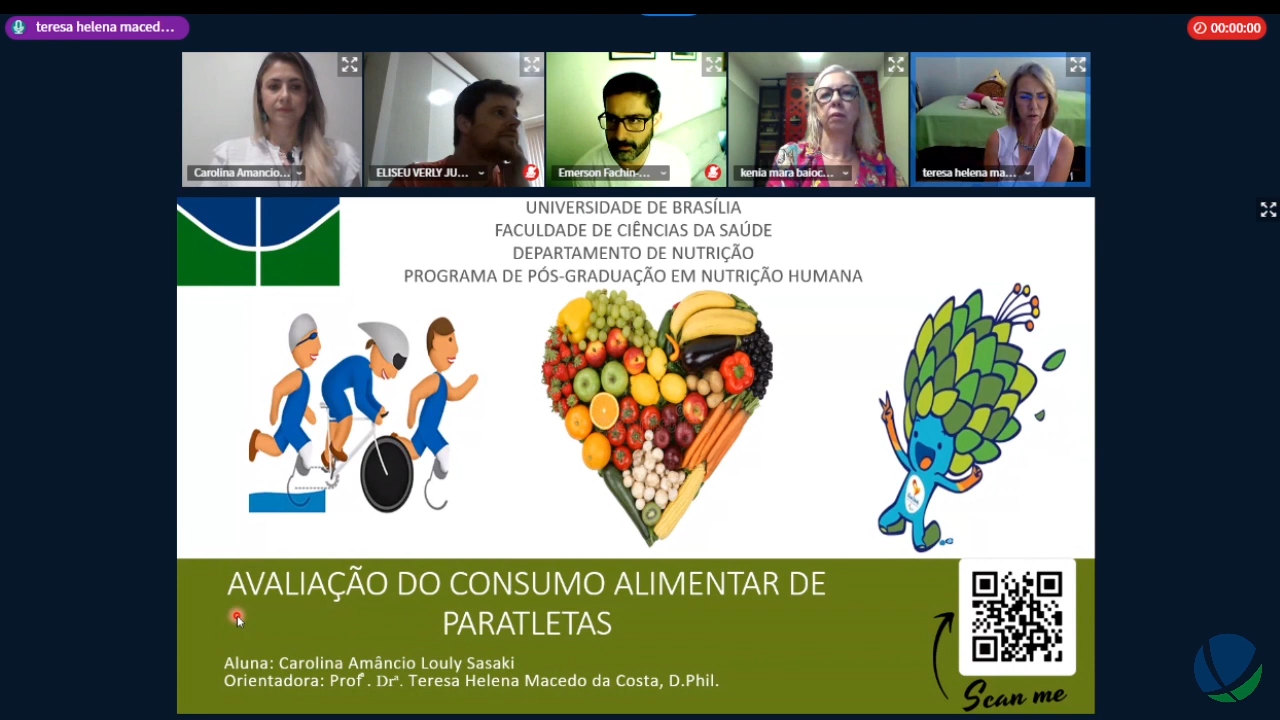 teresa helena maced...
00:00:00
Carolina Amancio...
ELISEU VERLY JU...
Emerson Fachin-...
kenia mara baioc...
teresa helena ma...
UNIVERSIDADE DE BRASÍLIA
FACULDADE DE CIÊNCIAS DA SAÚDE
DEPARTAMENTO DE NUTRIÇÃO
PROGRAMA DE PÓS-GRADUAÇÃO EM NUTRIÇÃO HUMANA
AVALIAÇÃO DO CONSUMO ALIMENTAR DE
PARATLETAS
Aluna: Carolina Amâncio Louly Sasaki
Orientadora: Profª. Drª. Teresa Helena Macedo da Costa, D.Phil.
Scan me